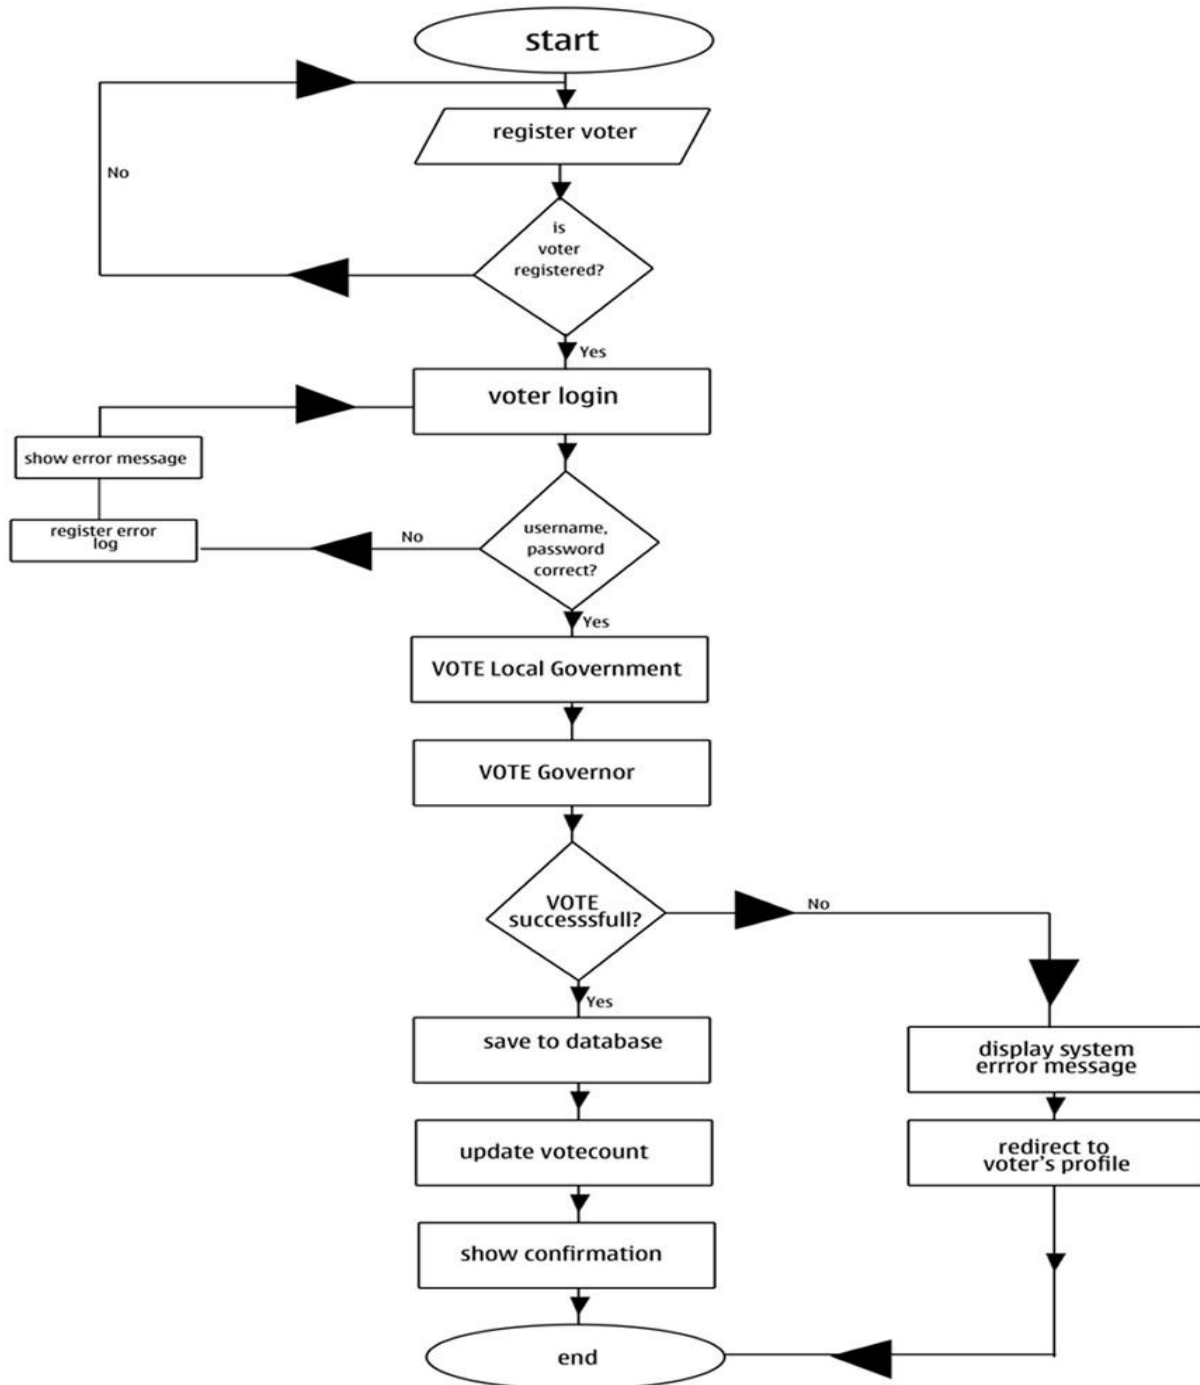 start
register voter
No
is
voter
registered?
Yes
voter login
show error message
register error
log
No
username,
password
correct?
Yes
VOTE Local Government
VOTE Governor
VOTE
successsfull?
No
Yes
save to database
display system
errror message
update votecount
redirect to
voter's profile
show confirmation
end